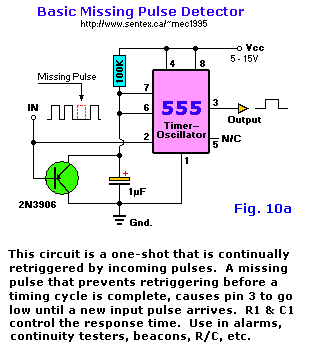 Basic Missing Pulse Detector
http://www.sentex.ca/~mec1995
Vcc
5 - 15V
100K
4
8
Missing Pulse
7
IN
6
555
3
Timer-
Oscillator
Output
2
N/C
5
1
+
1µF
2N3906
Gnd.
Fig. 10a
This circuit is a one-shot that is continually
retriggered by incoming pulses. A missing
pulse that prevents retriggering before a
timing cycle is complete, causes pin 3 to go
low until a new input pulse arrives. R1 & C1
control the response time. Use in alarms,
continuity testers, beacons, R/C, etc.